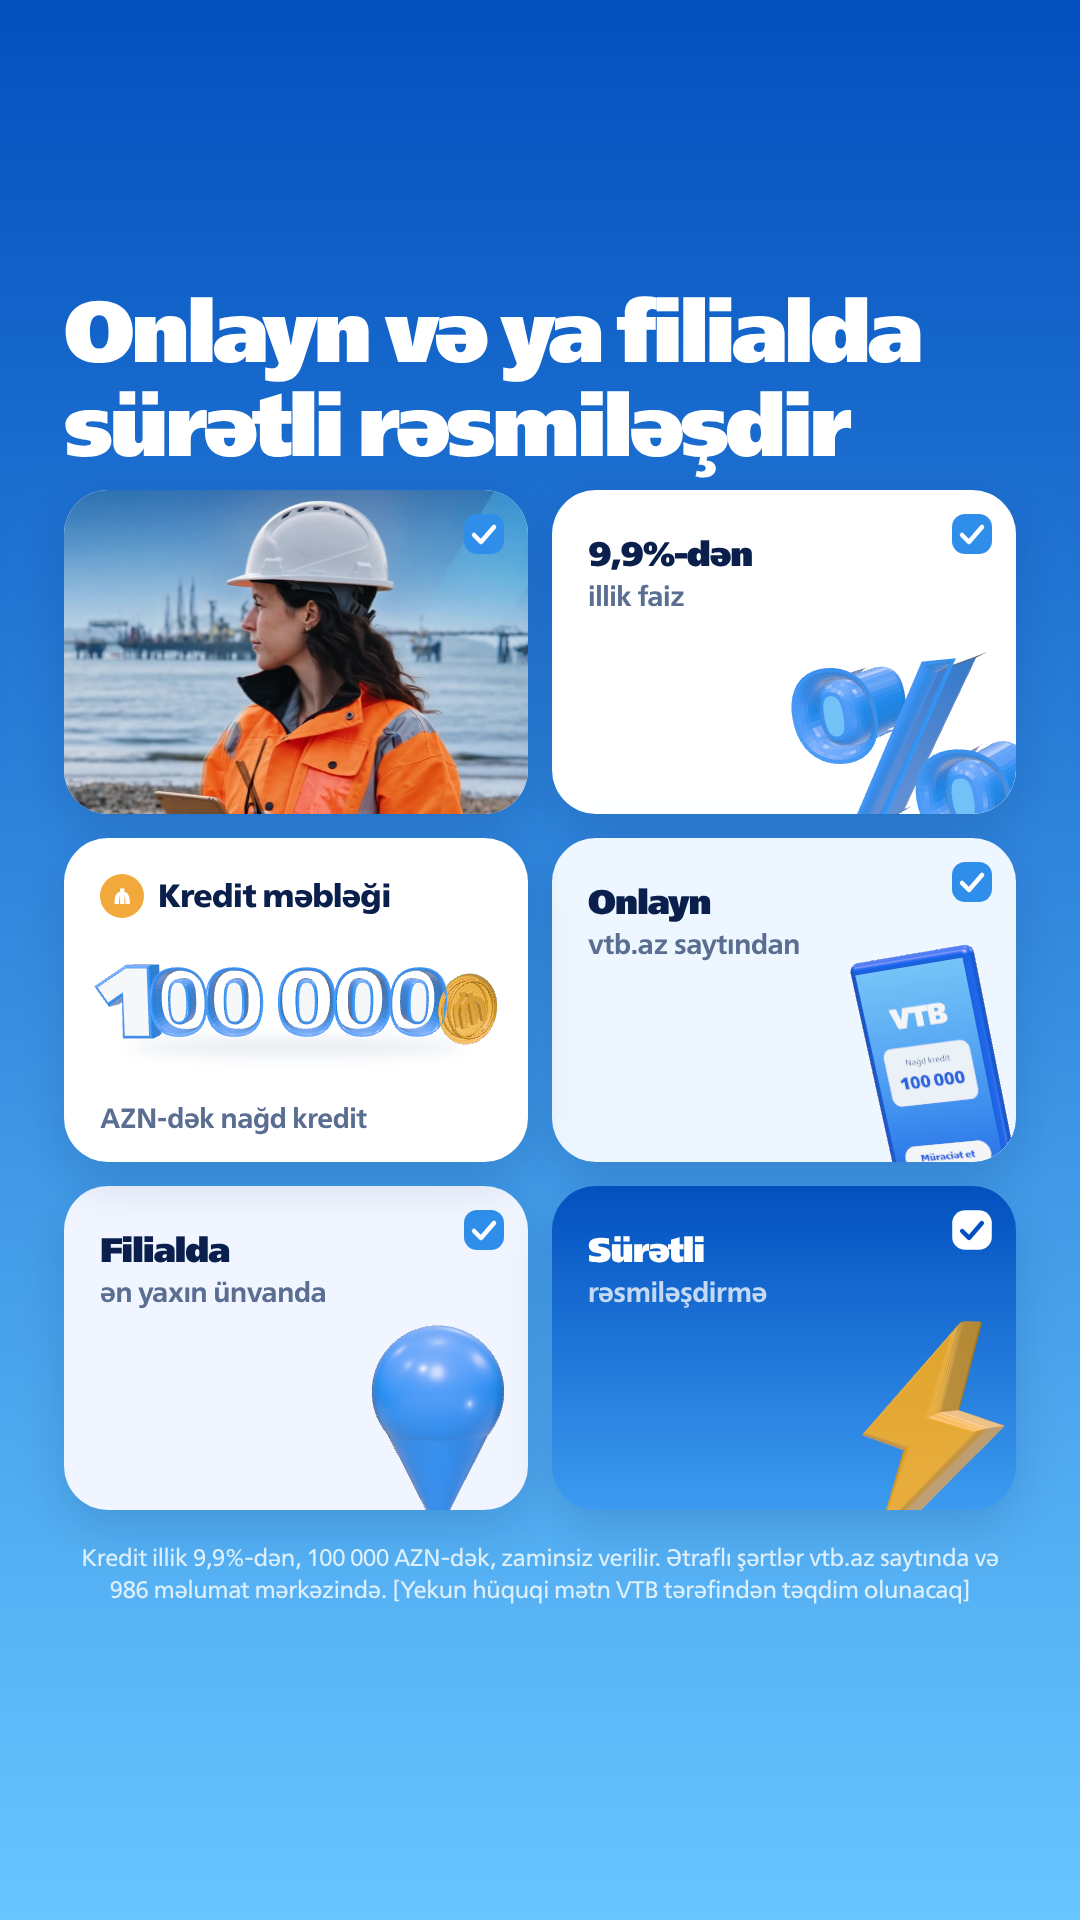 Onlayn və ya filialda
sürətli rəsmiləşdir
9,9%-dən
illik faiz
Kredit məbləği
100 000
AZN-dək nağd kredit
Onlayn
vtb.az saytından
VTB
Nağd kredit
100 000
Müraciət et
Filialda
ən yaxın ünvanda
Sürətli
rəsmiləşdirmə
Kredit illik 9,9%-dən, 100 000 AZN-dək, zaminsiz verilir. Ətraflı şərtlər vtb.az saytında və
986 məlumat mərkəzində. [Yekun hüquqi mətn VTB tərəfindən təqdim olunacaq]